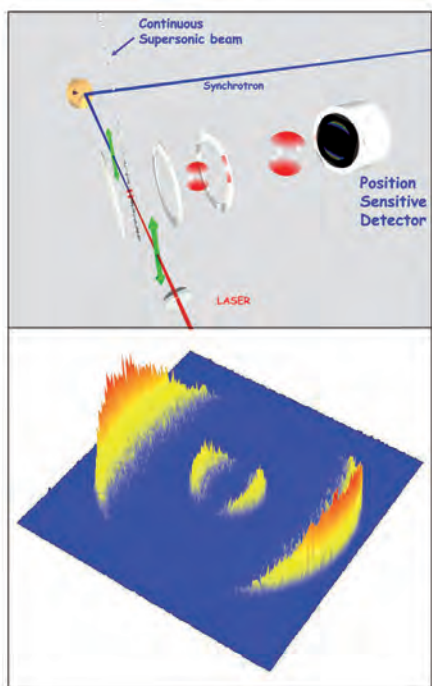 Continuous
Supersonic beam
Synchrotron
Position
Sensitive
Detector
LASER